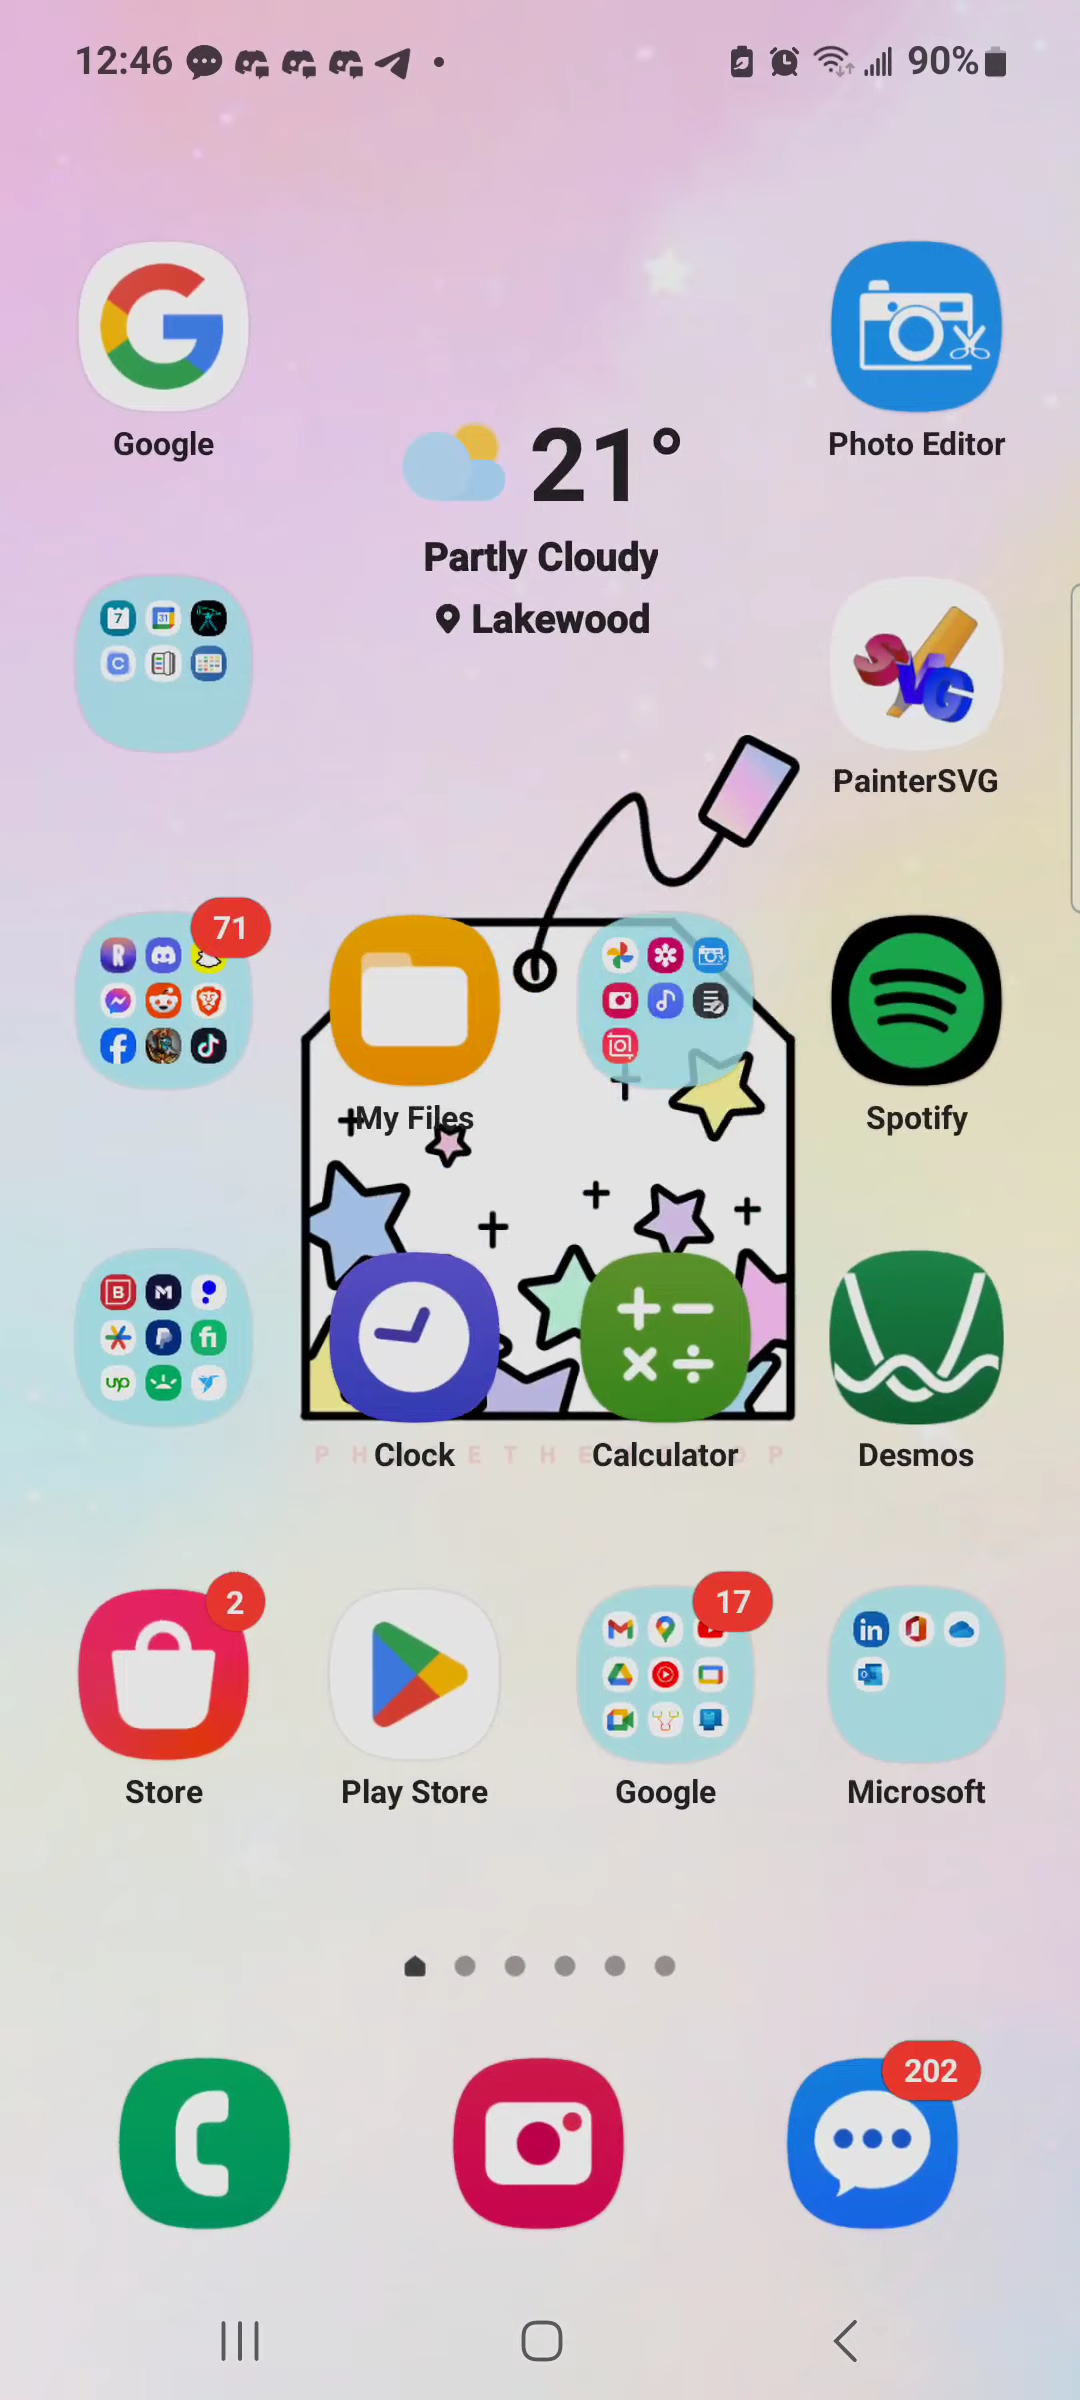 12:46 90%
21°
Partly Cloudy
Lakewood
Google
Photo Editor
PainterSVG
71
My Files
Spotify
Clock
Calculator
Desmos
2
17
Store
Play Store
Google
Microsoft
202